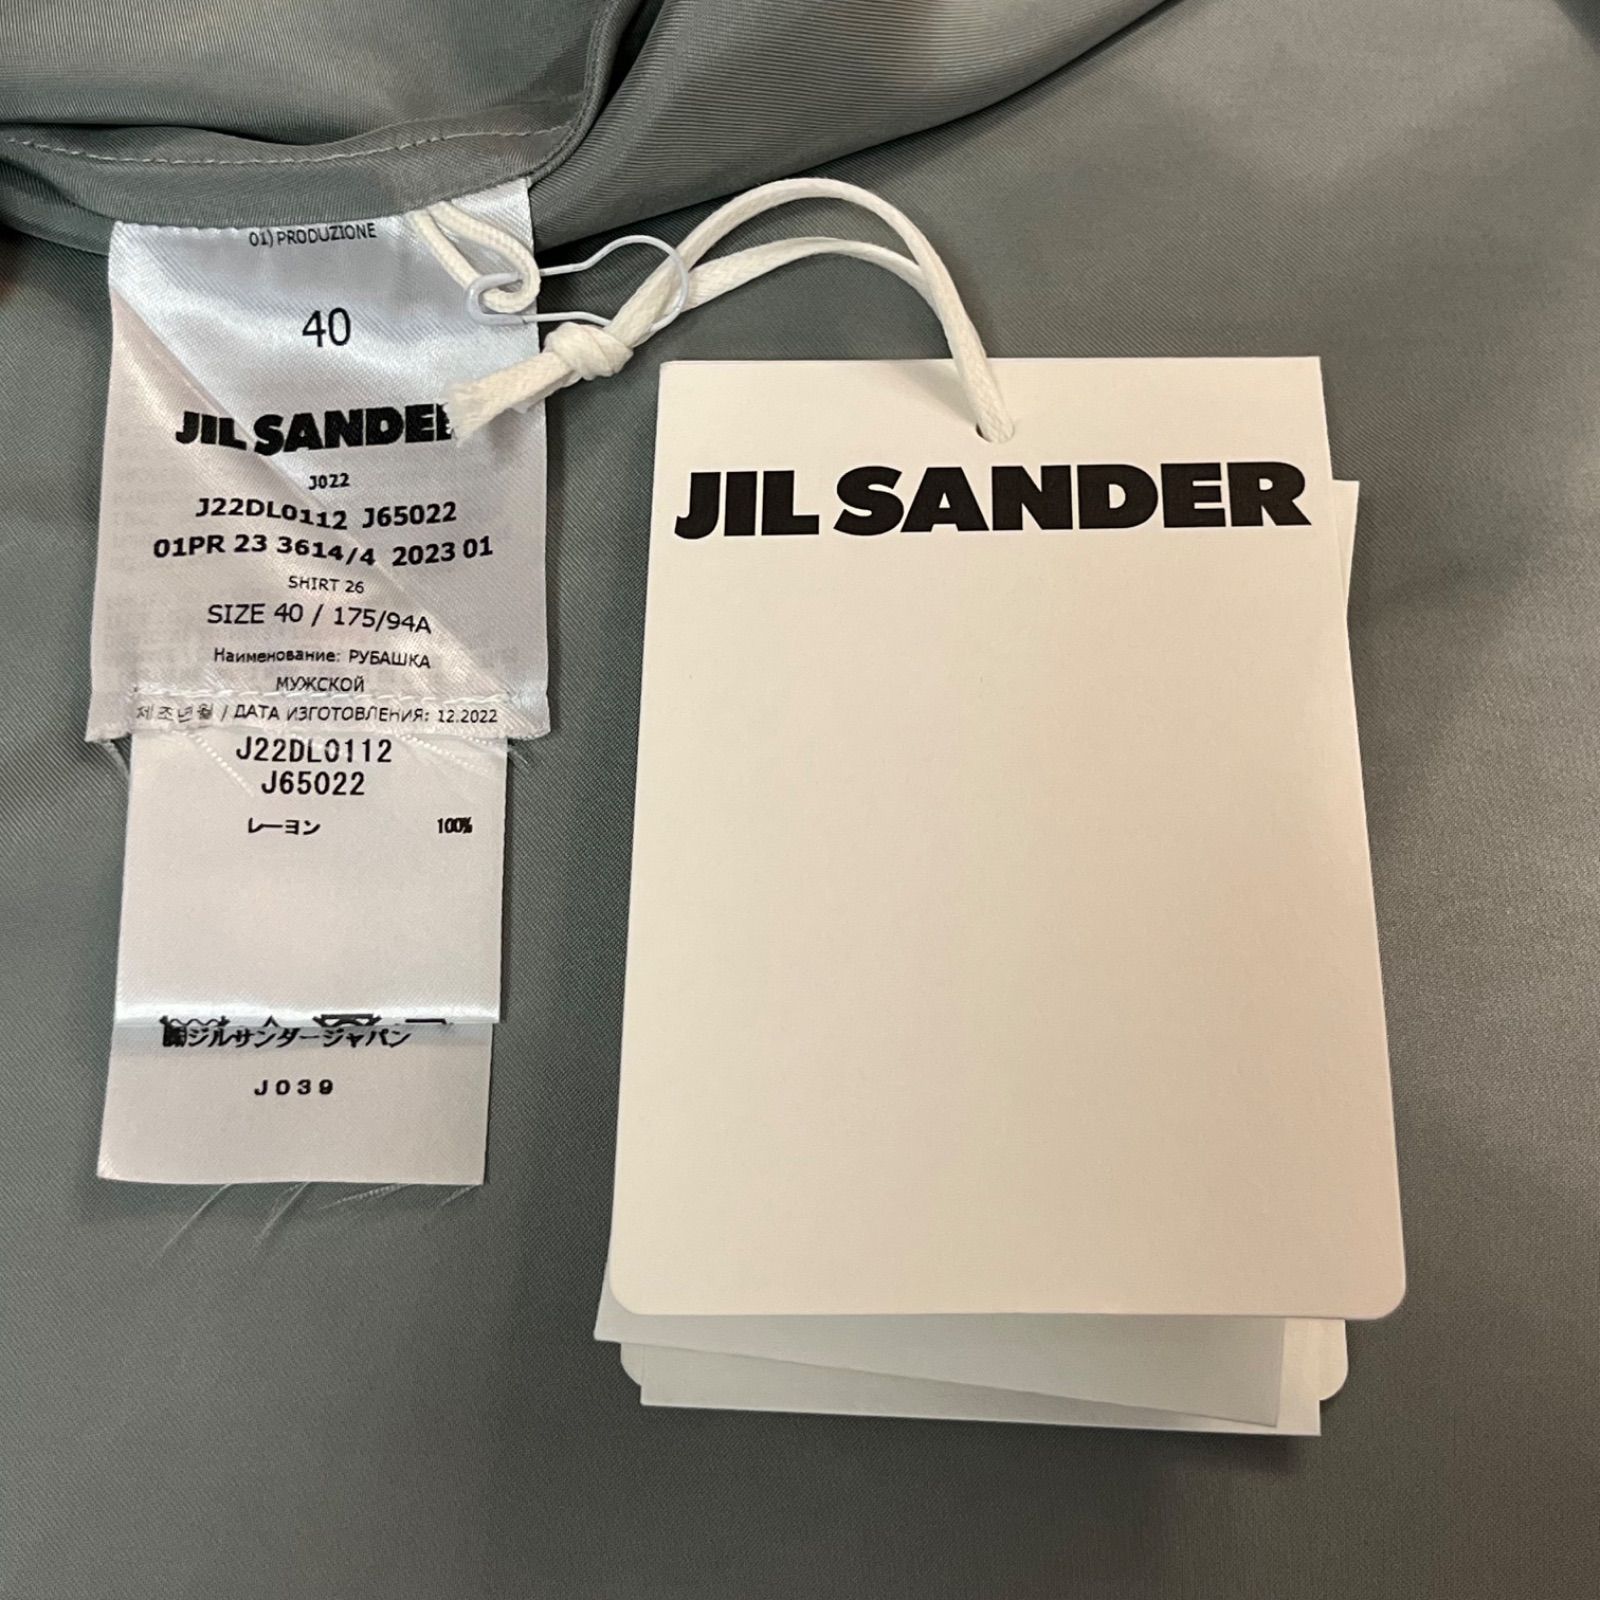 01) PRODUZIONE
40
JIL SANDER
J022
J22DL0112 J65022
01PR 23 3614/4 2023 01
SHIRT 26
SIZE 40 / 175/94A
Наименование: РУБАШКА
МУЖСКОЙ
제조년월 / ДАТА ИЗГОТОВЛЕНИЯ: 12.2022
J22DL0112
J65022
レーヨン 100%
㈱ジルサンダージャパン
J039
JIL SANDER